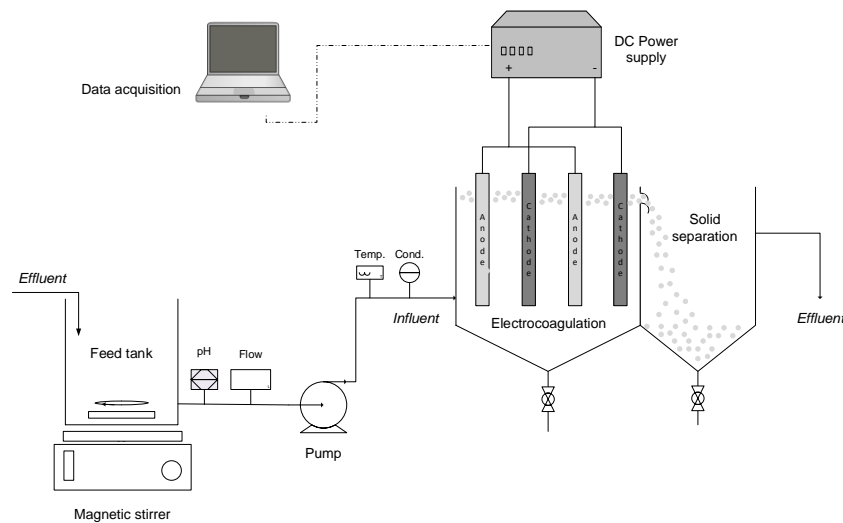 DC Power
supply
Data acquisition
+ -
Anode
Cathode
Anode
Cathode
Solid
separation
Temp. Cond.
Effluent
Influent
Electrocoagulation
Effluent
Feed tank
pH
Flow
Pump
Magnetic stirrer